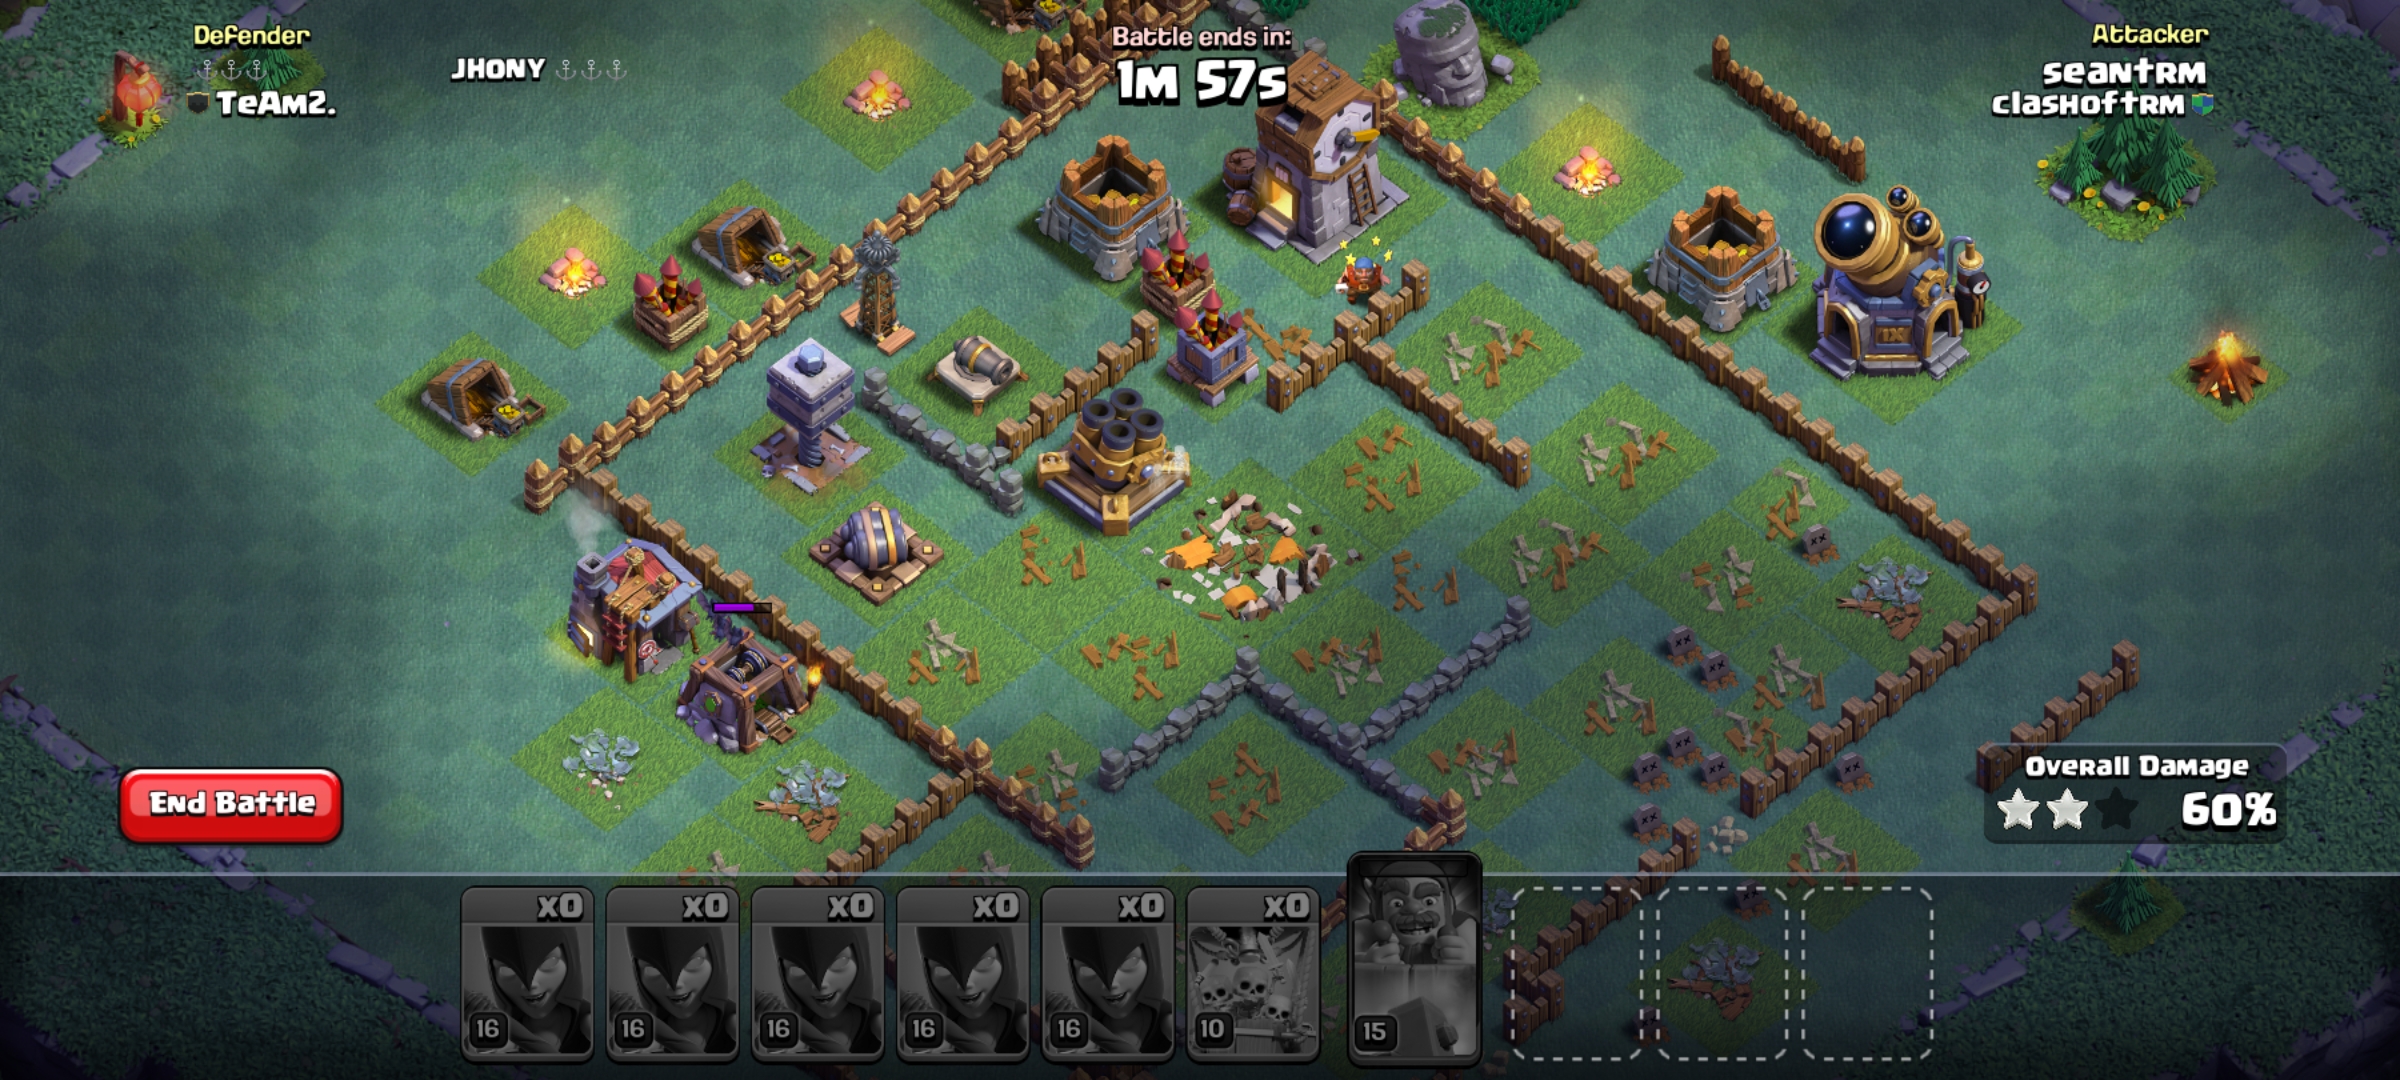 Defender
JHONY
TeAm2.
Battle ends in:
1M 57s
Attacker
seantRM
clashoftRM
IX
End Battle
Overall Damage
60%
x0
x0
x0
x0
x0
x0
16
16
16
16
16
10
15